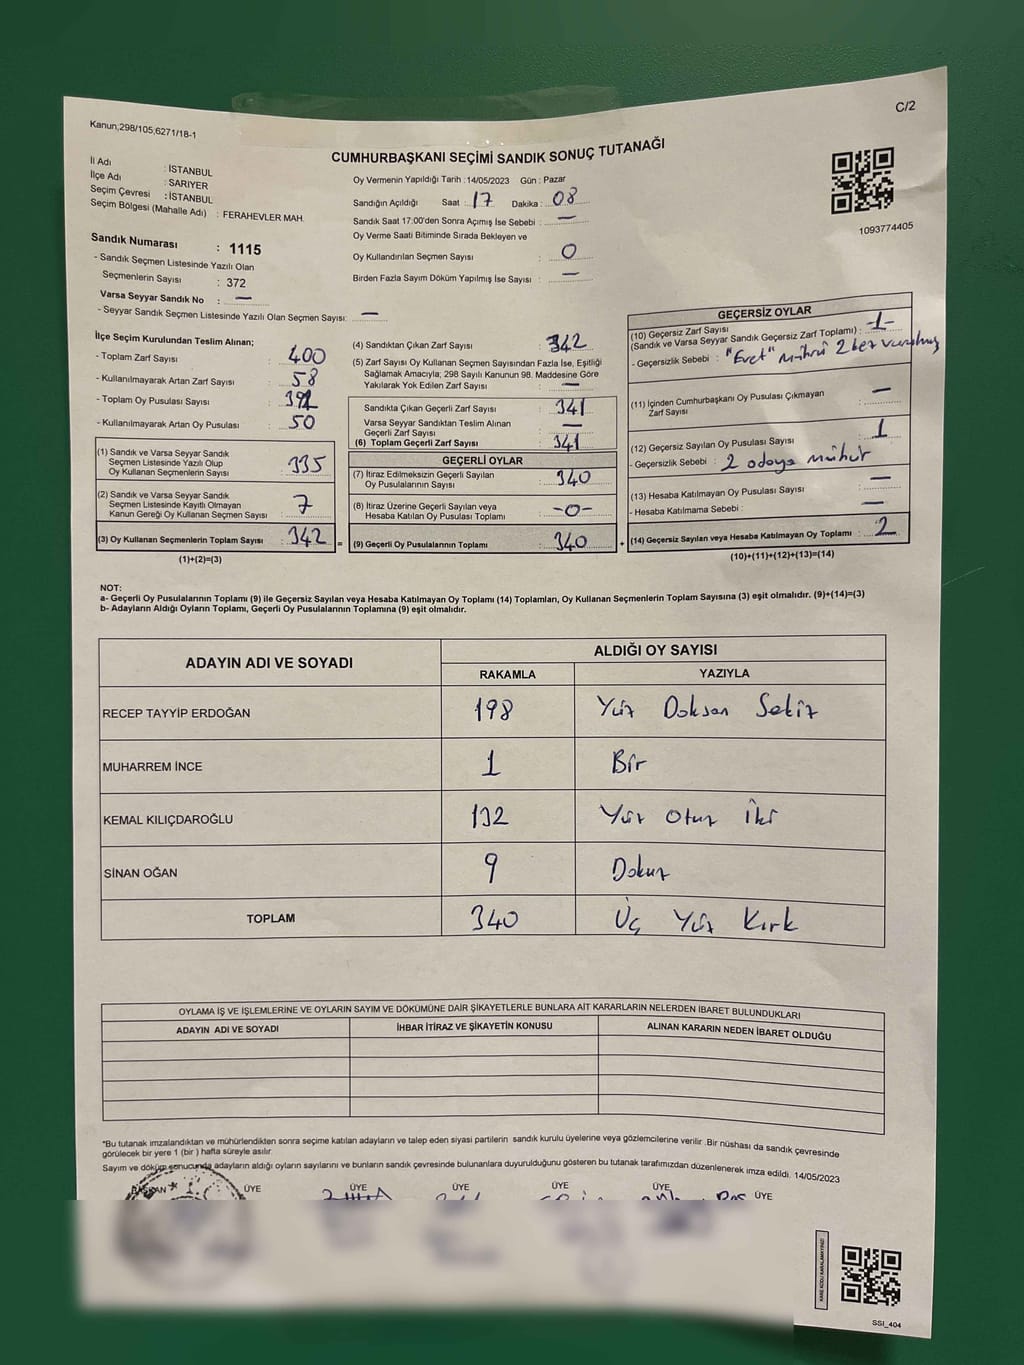 C/2
Kanun;298/105;6271/18-1
CUMHURBAŞKANI SEÇİMİ SANDIK SONUÇ TUTANAĞI
İl Adı : İSTANBUL
İlçe Adı : SARIYER
Seçim Çevresi : İSTANBUL
Seçim Bölgesi (Mahalle Adı) : FERAHEVLER MAH.
Oy Vermenin Yapıldığı Tarih :14/05/2023 Gün : Pazar
Sandığın Açıldığı Saat : 17 Dakika : 08
Sandık Saat 17:00'den Sonra Açımış İse Sebebi : —
Oy Verme Saati Bitiminde Sırada Bekleyen ve
Oy Kullandırılan Seçmen Sayısı : 0
Birden Fazla Sayım Döküm Yapılmış İse Sayısı : —
1093774405
Sandık Numarası : 1115
- Sandık Seçmen Listesinde Yazılı Olan
Seçmenlerin Sayısı : 372
Varsa Seyyar Sandık No : —
- Seyyar Sandık Seçmen Listesinde Yazılı Olan Seçmen Sayısı: —
İlçe Seçim Kurulundan Teslim Alınan;
- Toplam Zarf Sayısı : 400
- Kullanılmayarak Artan Zarf Sayısı : 58
- Toplam Oy Pusulası Sayısı :
- Kullanılmayarak Artan Oy Pusulası : 50
(1) Sandık ve Varsa Seyyar Sandık
Seçmen Listesinde Yazılı Olup
Oy Kullanan Seçmenlerin Sayısı : 335
(2) Sandık ve Varsa Seyyar Sandık
Seçmen Listesinde Kayıtlı Olmayan
Kanun Gereği Oy Kullanan Seçmen Sayısı : 7
(3) Oy Kullanan Seçmenlerin Toplam Sayısı : 342
(1)+(2)=(3)
(4) Sandıktan Çıkan Zarf Sayısı : 342
(5) Zarf Sayısı Oy Kullanan Seçmen Sayısından Fazla İse, Eşitliği
Sağlamak Amacıyla; 298 Sayılı Kanunun 98. Maddesine Göre
Yakılarak Yok Edilen Zarf Sayısı : —
Sandıkta Çıkan Geçerli Zarf Sayısı : 341
Varsa Seyyar Sandıktan Teslim Alınan
Geçerli Zarf Sayısı : —
(6) Toplam Geçerli Zarf Sayısı : 341
GEÇERLİ OYLAR
(7) İtiraz Edilmeksizin Geçerli Sayılan
Oy Pusulalarının Sayısı : 340
(8) İtiraz Üzerine Geçerli Sayılan veya
Hesaba Katılan Oy Pusulası Toplamı : -0-
= (9) Geçerli Oy Pusulalarının Toplamı : 340
GEÇERSİZ OYLAR
(10) Geçersiz Zarf Sayısı
(Sandık ve Varsa Seyyar Sandık Geçersiz Zarf Toplamı) : -1-
- Geçersizlik Sebebi : "Evet" mührü 2 kez vurulmuş
(11) İçinden Cumhurbaşkanı Oy Pusulası Çıkmayan
Zarf Sayısı : —
(12) Geçersiz Sayılan Oy Pusulası Sayısı : 1
- Geçersizlik Sebebi : 2 adaya mühür
(13) Hesaba Katılmayan Oy Pusulası Sayısı : —
- Hesaba Katılmama Sebebi : —
+ (14) Geçersiz Sayılan veya Hesaba Katılmayan Oy Toplamı : 2
(10)+(11)+(12)+(13)=(14)
NOT:
a- Geçerli Oy Pusulalarının Toplamı (9) ile Geçersiz Sayılan veya Hesaba Katılmayan Oy Toplamı (14) Toplamları, Oy Kullanan Seçmenlerin Toplam Sayısına (3) eşit olmalıdır. (9)+(14)=(3)
b- Adayların Aldığı Oyların Toplamı, Geçerli Oy Pusulalarının Toplamına (9) eşit olmalıdır.
ADAYIN ADI VE SOYADI ALDIĞI OY SAYISI
RAKAMLA YAZIYLA
RECEP TAYYİP ERDOĞAN 198 Yüz Doksan Sekiz
MUHARREM İNCE 1 Bir
KEMAL KILIÇDAROĞLU 132 Yüz Otuz İki
SİNAN OĞAN 9 Dokuz
TOPLAM 340 Üç Yüz Kırk
OYLAMA İŞ VE İŞLEMLERİNE VE OYLARIN SAYIM VE DÖKÜMÜNE DAİR ŞİKAYETLERLE BUNLARA AİT KARARLARIN NELERDEN İBARET BULUNDUKLARI
ADAYIN ADI VE SOYADI İHBAR İTİRAZ VE ŞİKAYETİN KONUSU ALINAN KARARIN NEDEN İBARET OLDUĞU
*Bu tutanak imzalandıktan ve mühürlendikten sonra seçime katılan adayların ve talep eden siyasi partilerin sandık kurulu üyelerine veya gözlemcilerine verilir .Bir nüshası da sandık çevresinde
görülecek bir yere 1 (bir ) hafta süreyle asılır.
Sayım ve döküm sonucunda adayların aldığı oyların sayılarını ve bunların sandık çevresinde bulunanlara duyurulduğunu gösteren bu tutanak tarafımızdan düzenlenerek imza edildi. 14/05/2023
BAŞKAN ÜYE ÜYE ÜYE ÜYE ÜYE ÜYE
KARE KODU KARALAMAYINIZ!
SSI_404